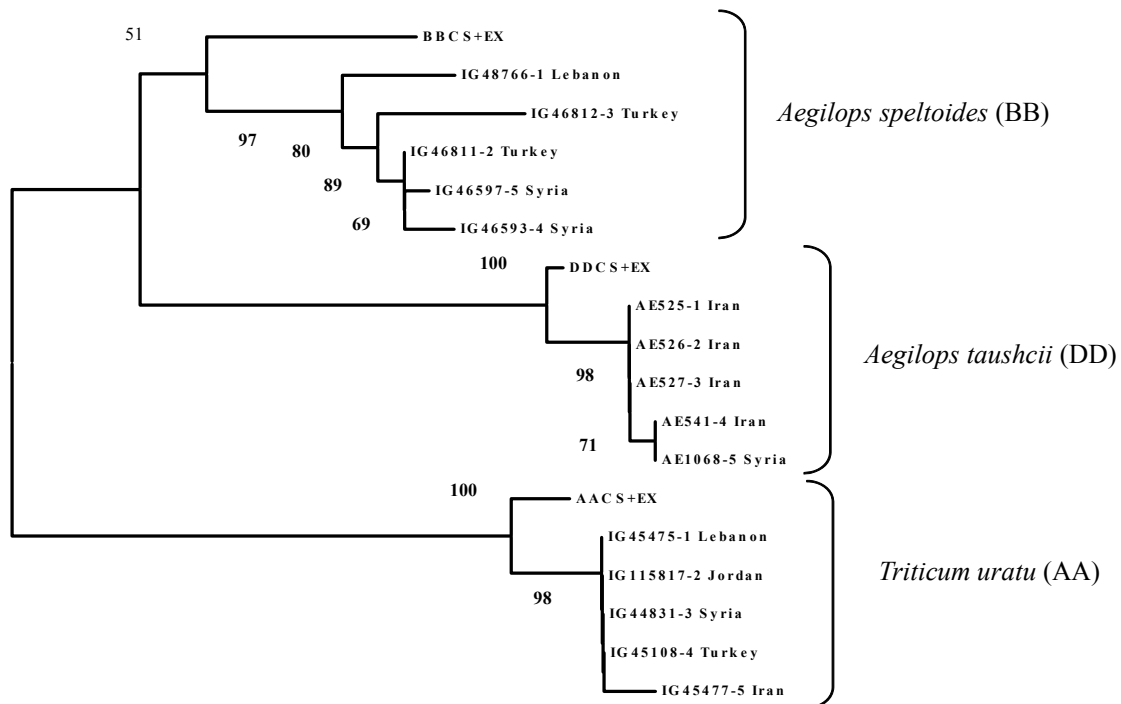 51
BBCS+EX
IG48766-1 Lebanon
IG46812-3 Turkey
Aegilops speltoides (BB)
97
80
IG46811-2 Turkey
89
IG46597-5 Syria
69
IG46593-4 Syria
100
DDCS+EX
AE525-1 Iran
AE526-2 Iran
Aegilops taushcii (DD)
98
AE527-3 Iran
AE541-4 Iran
71
AE1068-5 Syria
100
AACS+EX
IG45475-1 Lebanon
IG115817-2 Jordan
Triticum uratu (AA)
98
IG44831-3 Syria
IG45108-4 Turkey
IG45477-5 Iran